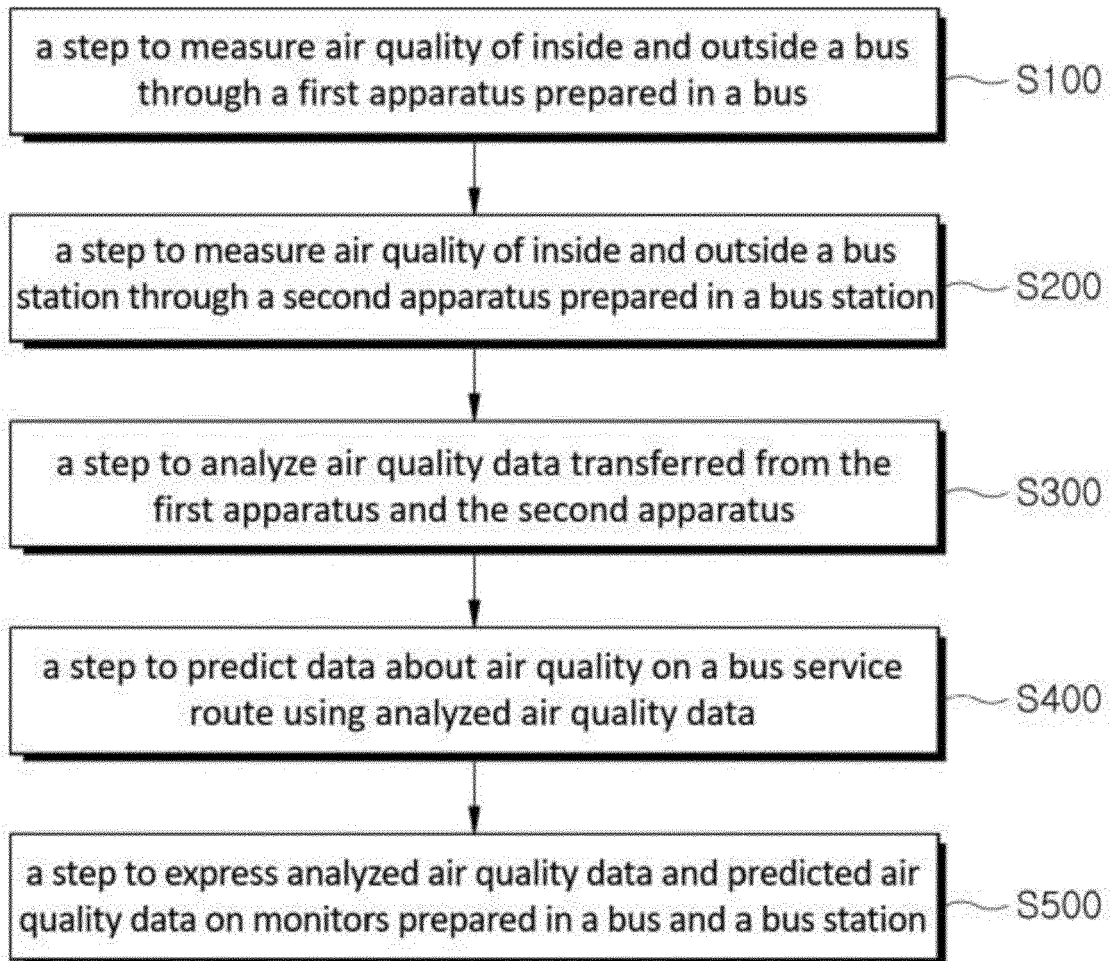 a step to measure air quality of inside and outside a bus
through a first apparatus prepared in a bus
S100
a step to measure air quality of inside and outside a bus
station through a second apparatus prepared in a bus station
S200
a step to analyze air quality data transferred from the
first apparatus and the second apparatus
S300
a step to predict data about air quality on a bus service
route using analyzed air quality data
S400
a step to express analyzed air quality data and predicted air
quality data on monitors prepared in a bus and a bus station
S500